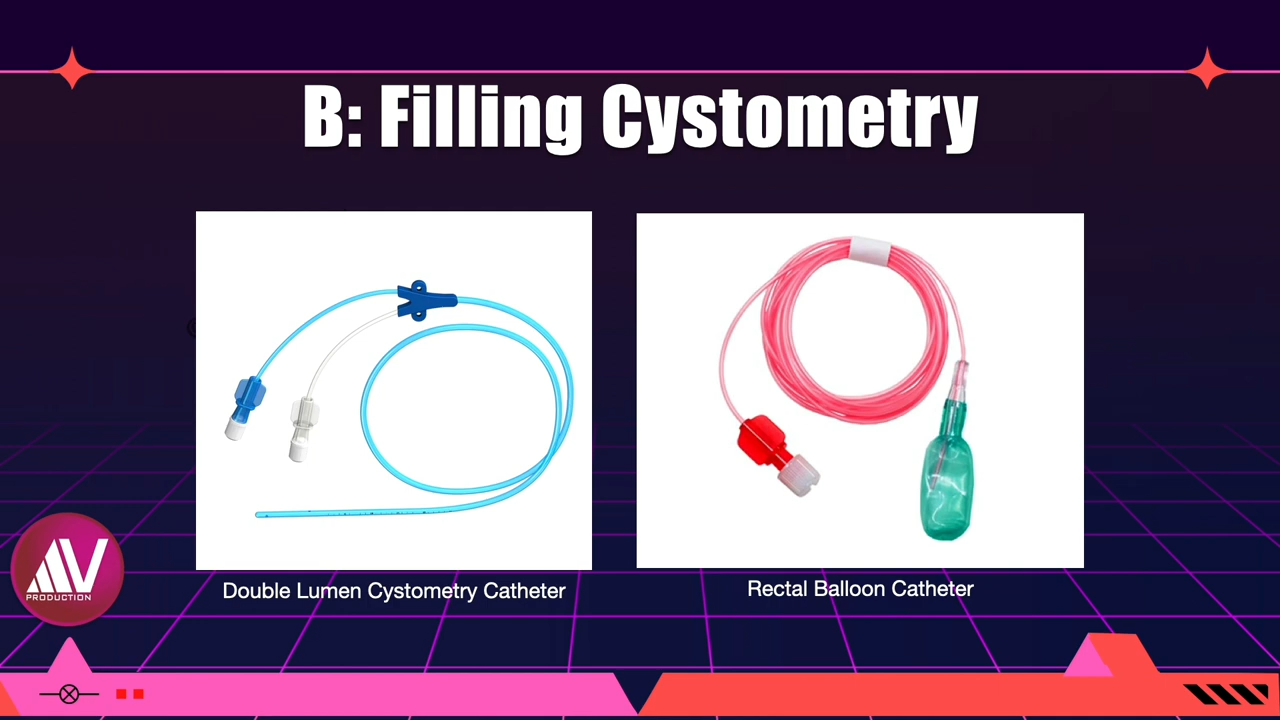 B: Filling Cystometry
Double Lumen Cystometry Catheter
Rectal Balloon Catheter
AV
PRODUCTION